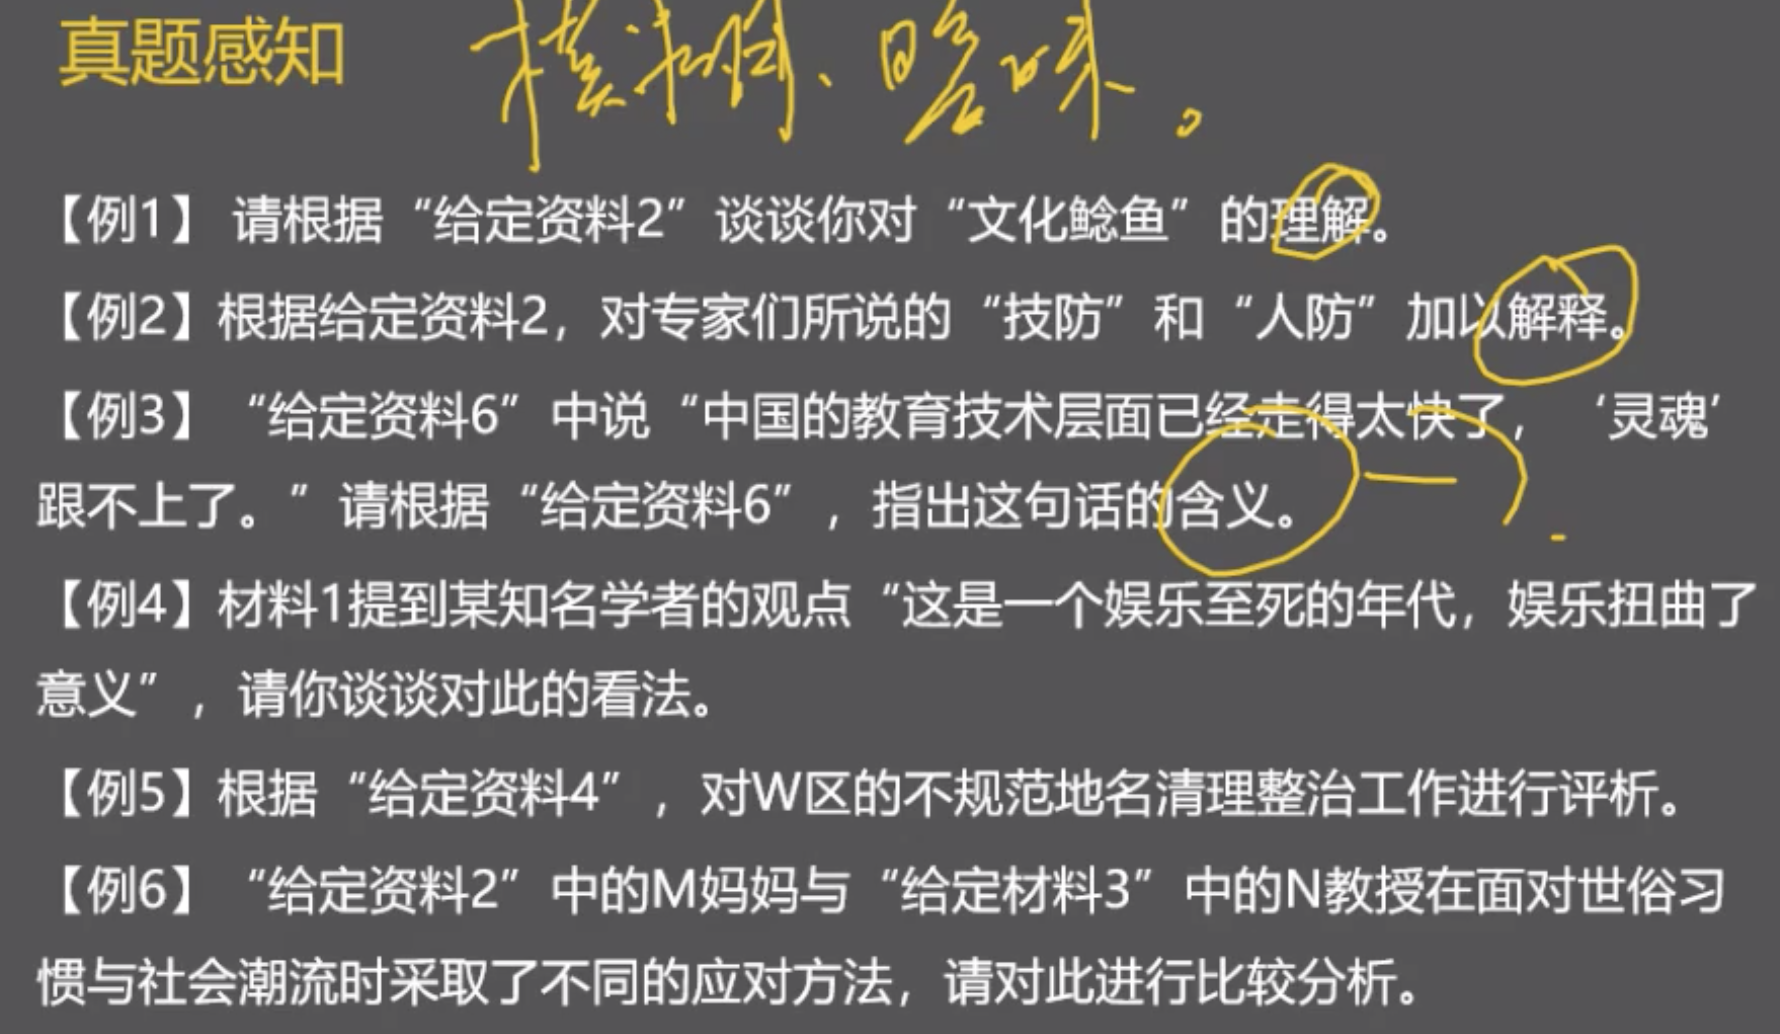 真题感知 模糊、暗味。
【例1】 请根据“给定资料2”谈谈你对“文化鲶鱼”的理解。
【例2】根据给定资料2，对专家们所说的“技防”和“人防”加以解释。
【例3】 “给定资料6”中说“中国的教育技术层面已经走得太快了，‘灵魂’
跟不上了。”请根据“给定资料6”，指出这句话的含义。
【例4】材料1提到某知名学者的观点“这是一个娱乐至死的年代，娱乐扭曲了
意义”，请你谈谈对此的看法。
【例5】根据“给定资料4”，对W区的不规范地名清理整治工作进行评析。
【例6】 “给定资料2”中的M妈妈与“给定材料3”中的N教授在面对世俗习
惯与社会潮流时采取了不同的应对方法，请对此进行比较分析。